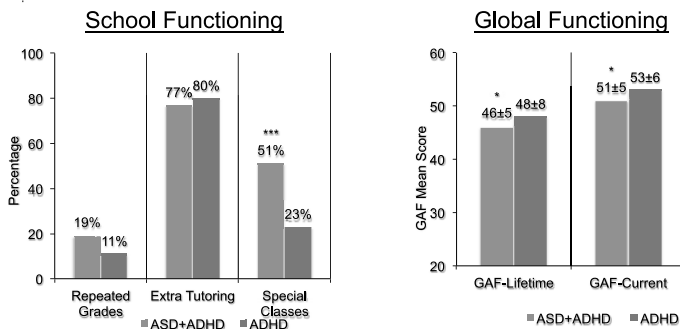 School Functioning
Percentage
100
80
60
40
20
0
19%
11%
77%
80%
***
51%
23%
Repeated
Grades
Extra Tutoring
Special
Classes
ASD+ADHD
ADHD
Global Functioning
GAF Mean Score
60
50
40
30
20
*
46±5
48±8
*
51±5
53±6
GAF-Lifetime
GAF-Current
ASD+ADHD
ADHD